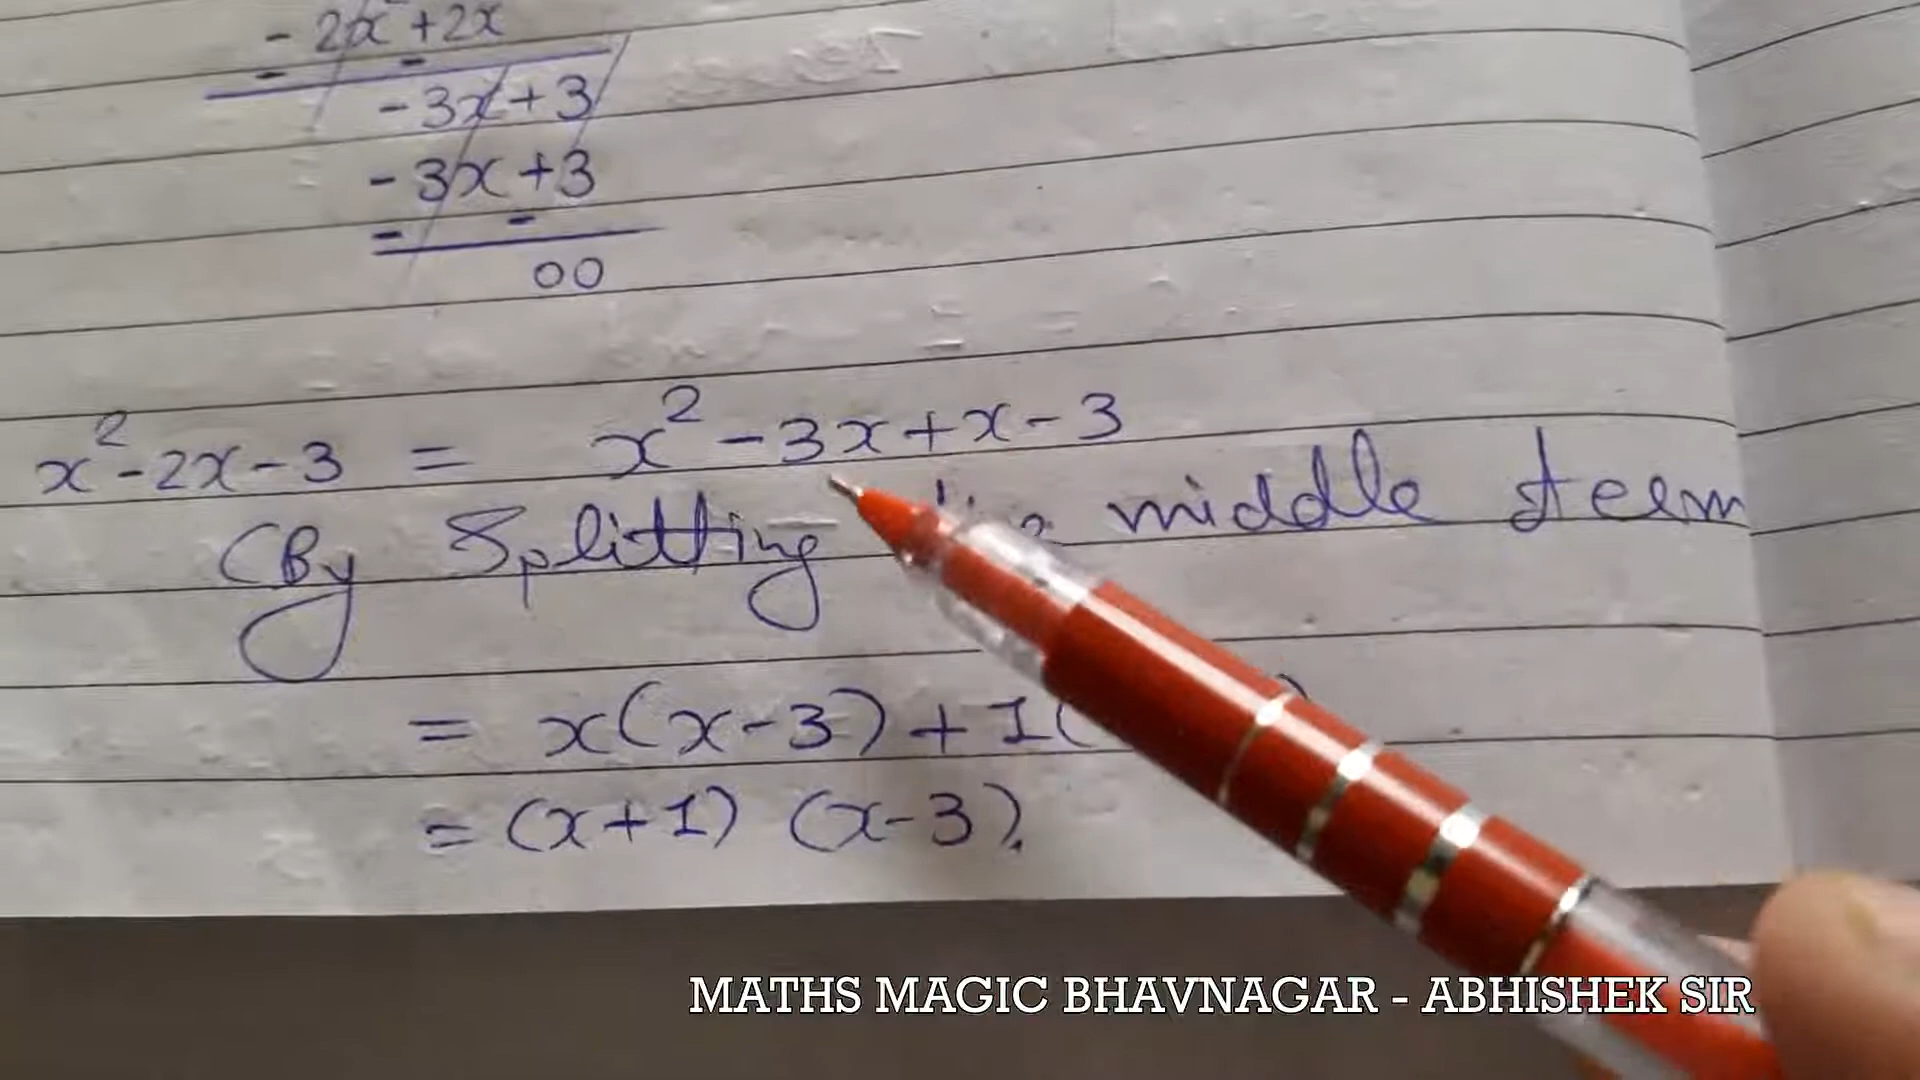 - 2x² + 2x
- -
- 3x + 3
- 3x + 3
- -
00
x² - 2x - 3 = x² - 3x + x - 3
(By Splitting middle term
= x(x - 3) + 1(
= (x + 1) (x - 3).
MATHS MAGIC BHAVNAGAR - ABHISHEK SIR